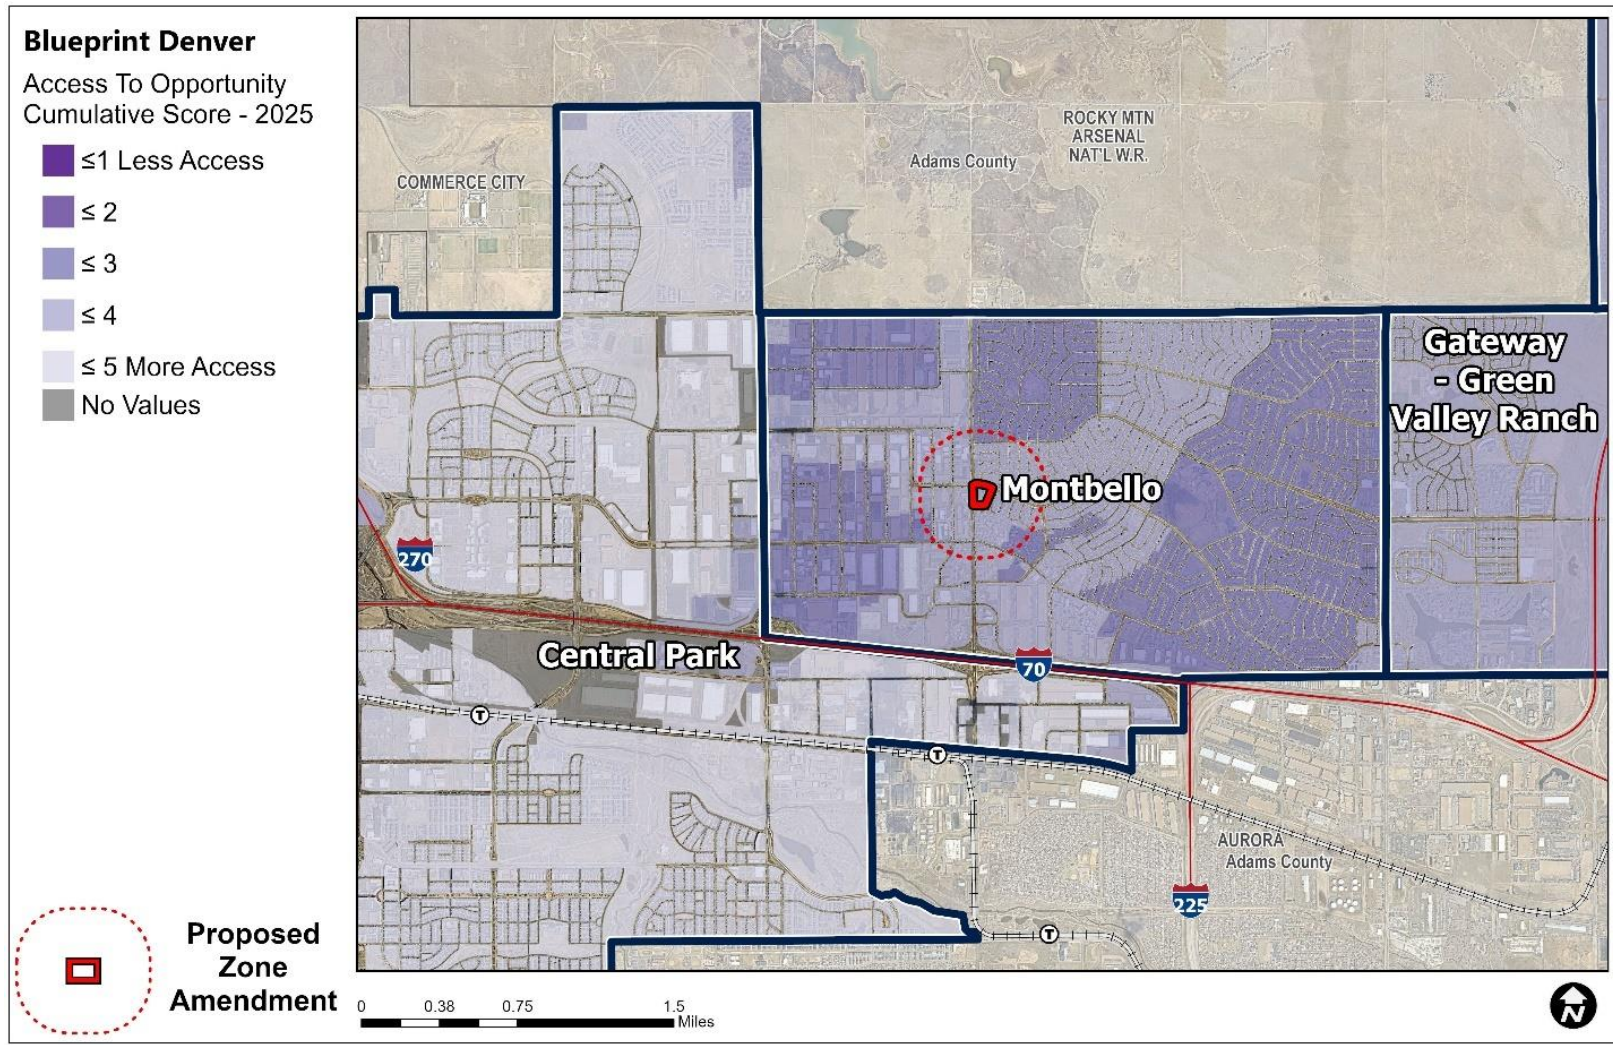 Blueprint Denver
Access To Opportunity
Cumulative Score - 2025
≤1 Less Access
≤ 2
≤ 3
≤ 4
≤ 5 More Access
No Values
Proposed
Zone
Amendment
COMMERCE CITY
Adams County
ROCKY MTN
ARSENAL
NAT'L W.R.
Gateway
- Green
Valley Ranch
Montbello
270
Central Park
70
T
T
AURORA
Adams County
225
T
0 0.38 0.75 1.5
Miles
N